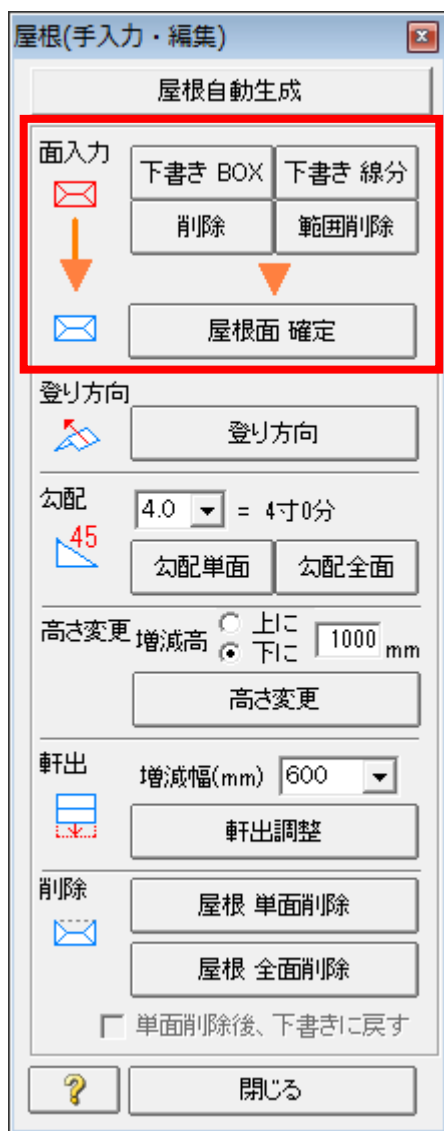 屋根(手入力・編集)
屋根自動生成
面入力
下書き BOX 下書き 線分
削除 範囲削除
屋根面 確定
登り方向
登り方向
勾配
4.0 = 4寸0分
45
勾配単面 勾配全面
高さ変更 増減高 上に 下に 1000 mm
高さ変更
軒出
増減幅(mm) 600
軒出調整
削除
屋根 単面削除
屋根 全面削除
単面削除後、下書きに戻す
? 閉じる